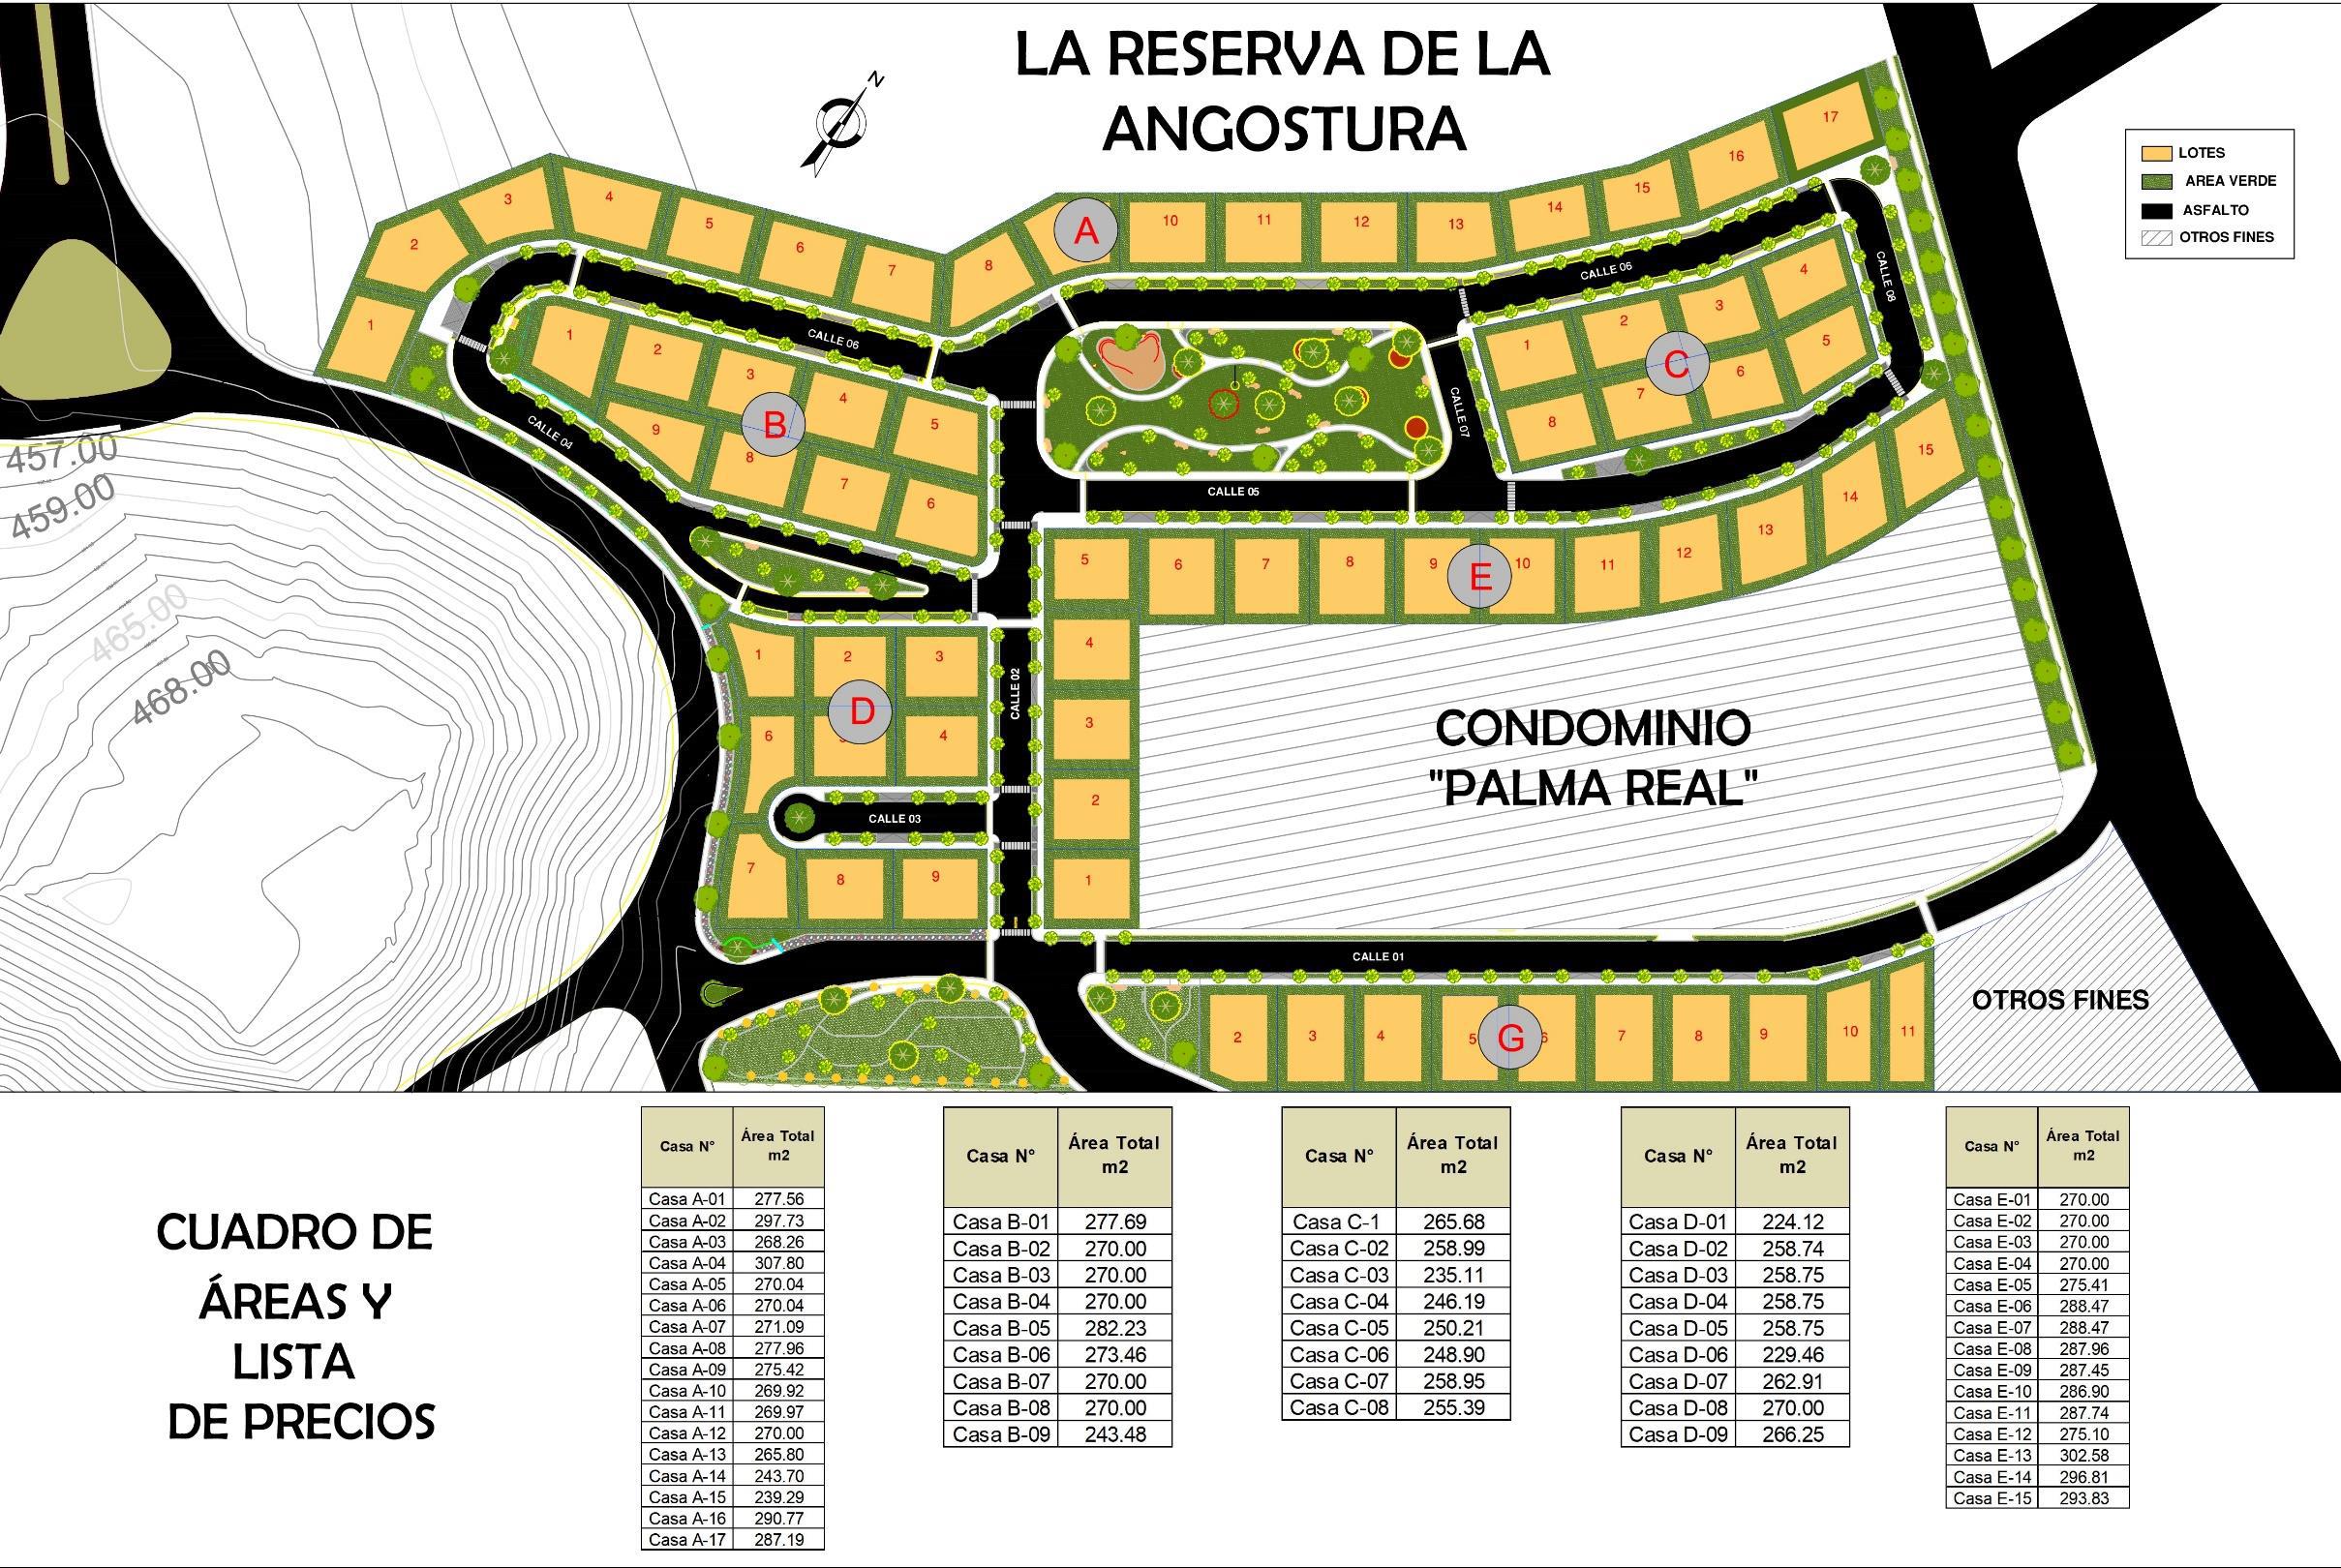 LA RESERVA DE LA
ANGOSTURA
N
LOTES
AREA VERDE
ASFALTO
OTROS FINES
A
1
2
3
4
5
6
7
8
10
11
12
13
14
15
16
17
CALLE 06
CALLE 06
CALLE 08
B
1
2
3
4
5
6
7
8
9
CALLE 04
C
1
2
3
4
5
6
7
8
CALLE 07
CALLE 05
457.00
459.00
465.00
468.00
D
1
2
3
4
6
7
8
9
CALLE 03
CALLE 02
E
1
2
3
4
5
6
7
8
9
10
11
12
13
14
15
CONDOMINIO
"PALMA REAL"
CALLE 01
G
2
3
4
5
6
7
8
9
10
11
OTROS FINES
CUADRO DE
ÁREAS Y
LISTA
DE PRECIOS
Casa N° Área Total m2
Casa A-01 277.56
Casa A-02 297.73
Casa A-03 268.26
Casa A-04 307.80
Casa A-05 270.04
Casa A-06 270.04
Casa A-07 271.09
Casa A-08 277.96
Casa A-09 275.42
Casa A-10 269.92
Casa A-11 269.97
Casa A-12 270.00
Casa A-13 265.80
Casa A-14 243.70
Casa A-15 239.29
Casa A-16 290.77
Casa A-17 287.19
Casa N° Área Total m2
Casa B-01 277.69
Casa B-02 270.00
Casa B-03 270.00
Casa B-04 270.00
Casa B-05 282.23
Casa B-06 273.46
Casa B-07 270.00
Casa B-08 270.00
Casa B-09 243.48
Casa N° Área Total m2
Casa C-1 265.68
Casa C-02 258.99
Casa C-03 235.11
Casa C-04 246.19
Casa C-05 250.21
Casa C-06 248.90
Casa C-07 258.95
Casa C-08 255.39
Casa N° Área Total m2
Casa D-01 224.12
Casa D-02 258.74
Casa D-03 258.75
Casa D-04 258.75
Casa D-05 258.75
Casa D-06 229.46
Casa D-07 262.91
Casa D-08 270.00
Casa D-09 266.25
Casa N° Área Total m2
Casa E-01 270.00
Casa E-02 270.00
Casa E-03 270.00
Casa E-04 270.00
Casa E-05 275.41
Casa E-06 288.47
Casa E-07 288.47
Casa E-08 287.96
Casa E-09 287.45
Casa E-10 286.90
Casa E-11 287.74
Casa E-12 275.10
Casa E-13 302.58
Casa E-14 296.81
Casa E-15 293.83